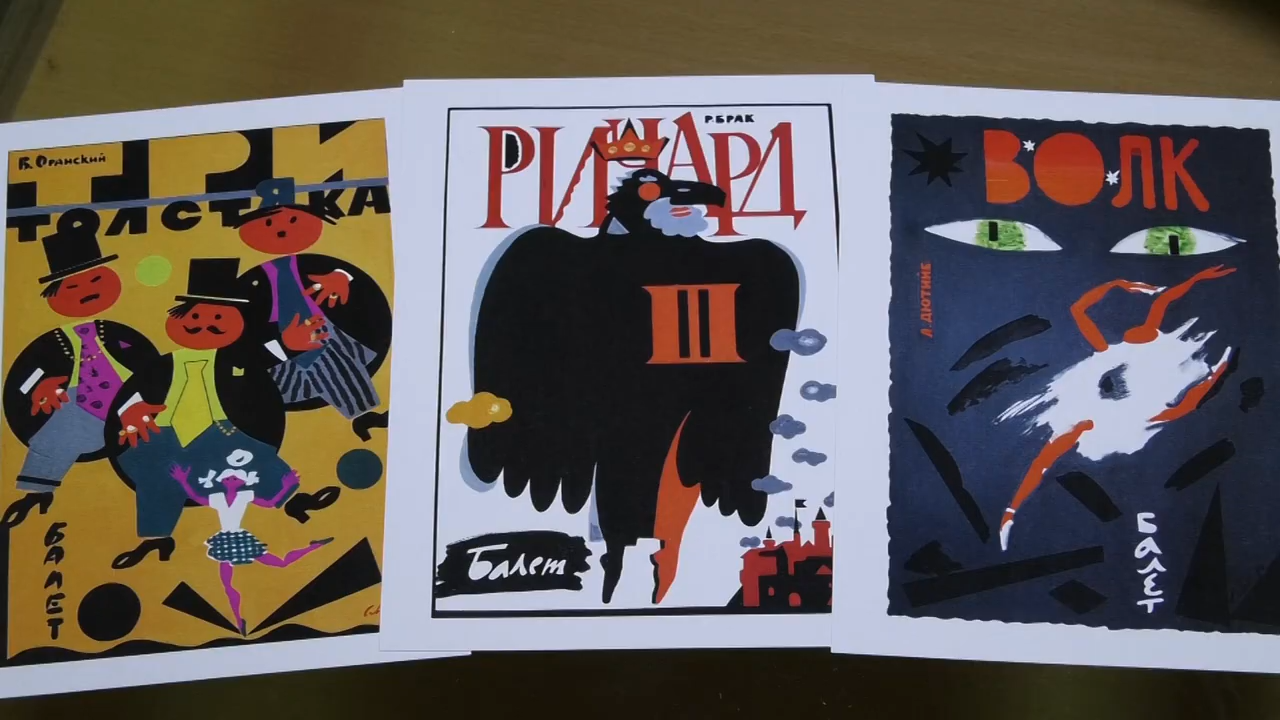 В. Оранский
ТРИ
ТОЛСТЯКА
БАЛЕТ
Р. БРАК
РИЧАРД
III
Балет
ВОЛК
А. ДЮТИЙЕ
БАЛЕТ